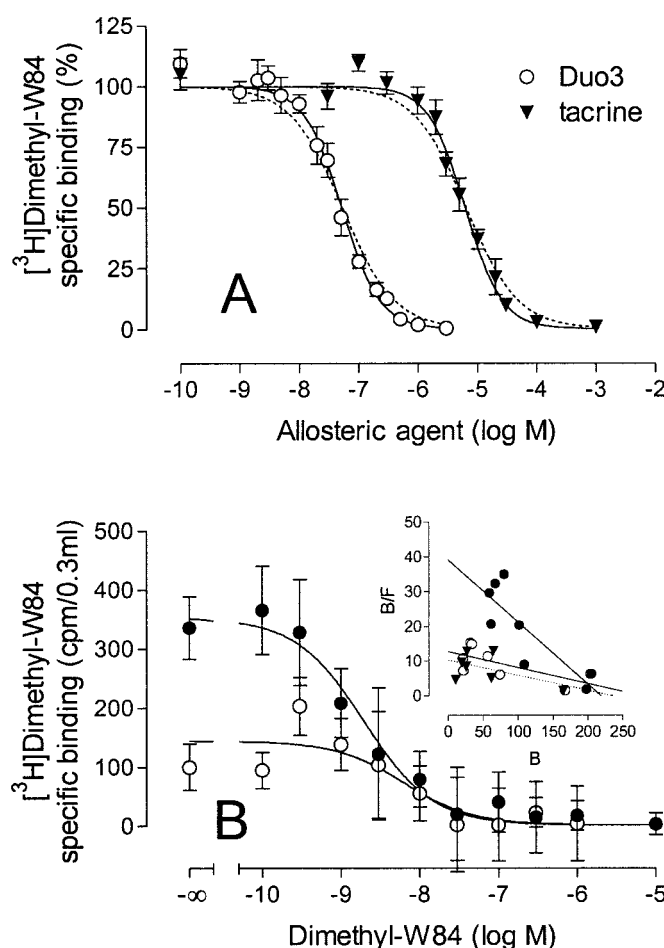 [³H]Dimethyl-W84
specific binding (%)
125
100
75
50
25
0
Duo3
tacrine
A
-10 -9 -8 -7 -6 -5 -4 -3 -2
Allosteric agent (log M)
[³H]Dimethyl-W84
specific binding (cpm/0.3ml)
500
400
300
200
100
0
B/F
50
40
30
20
10
0
0 50 100 150 200 250
B
B
-∞ -10 -9 -8 -7 -6 -5
Dimethyl-W84 (log M)